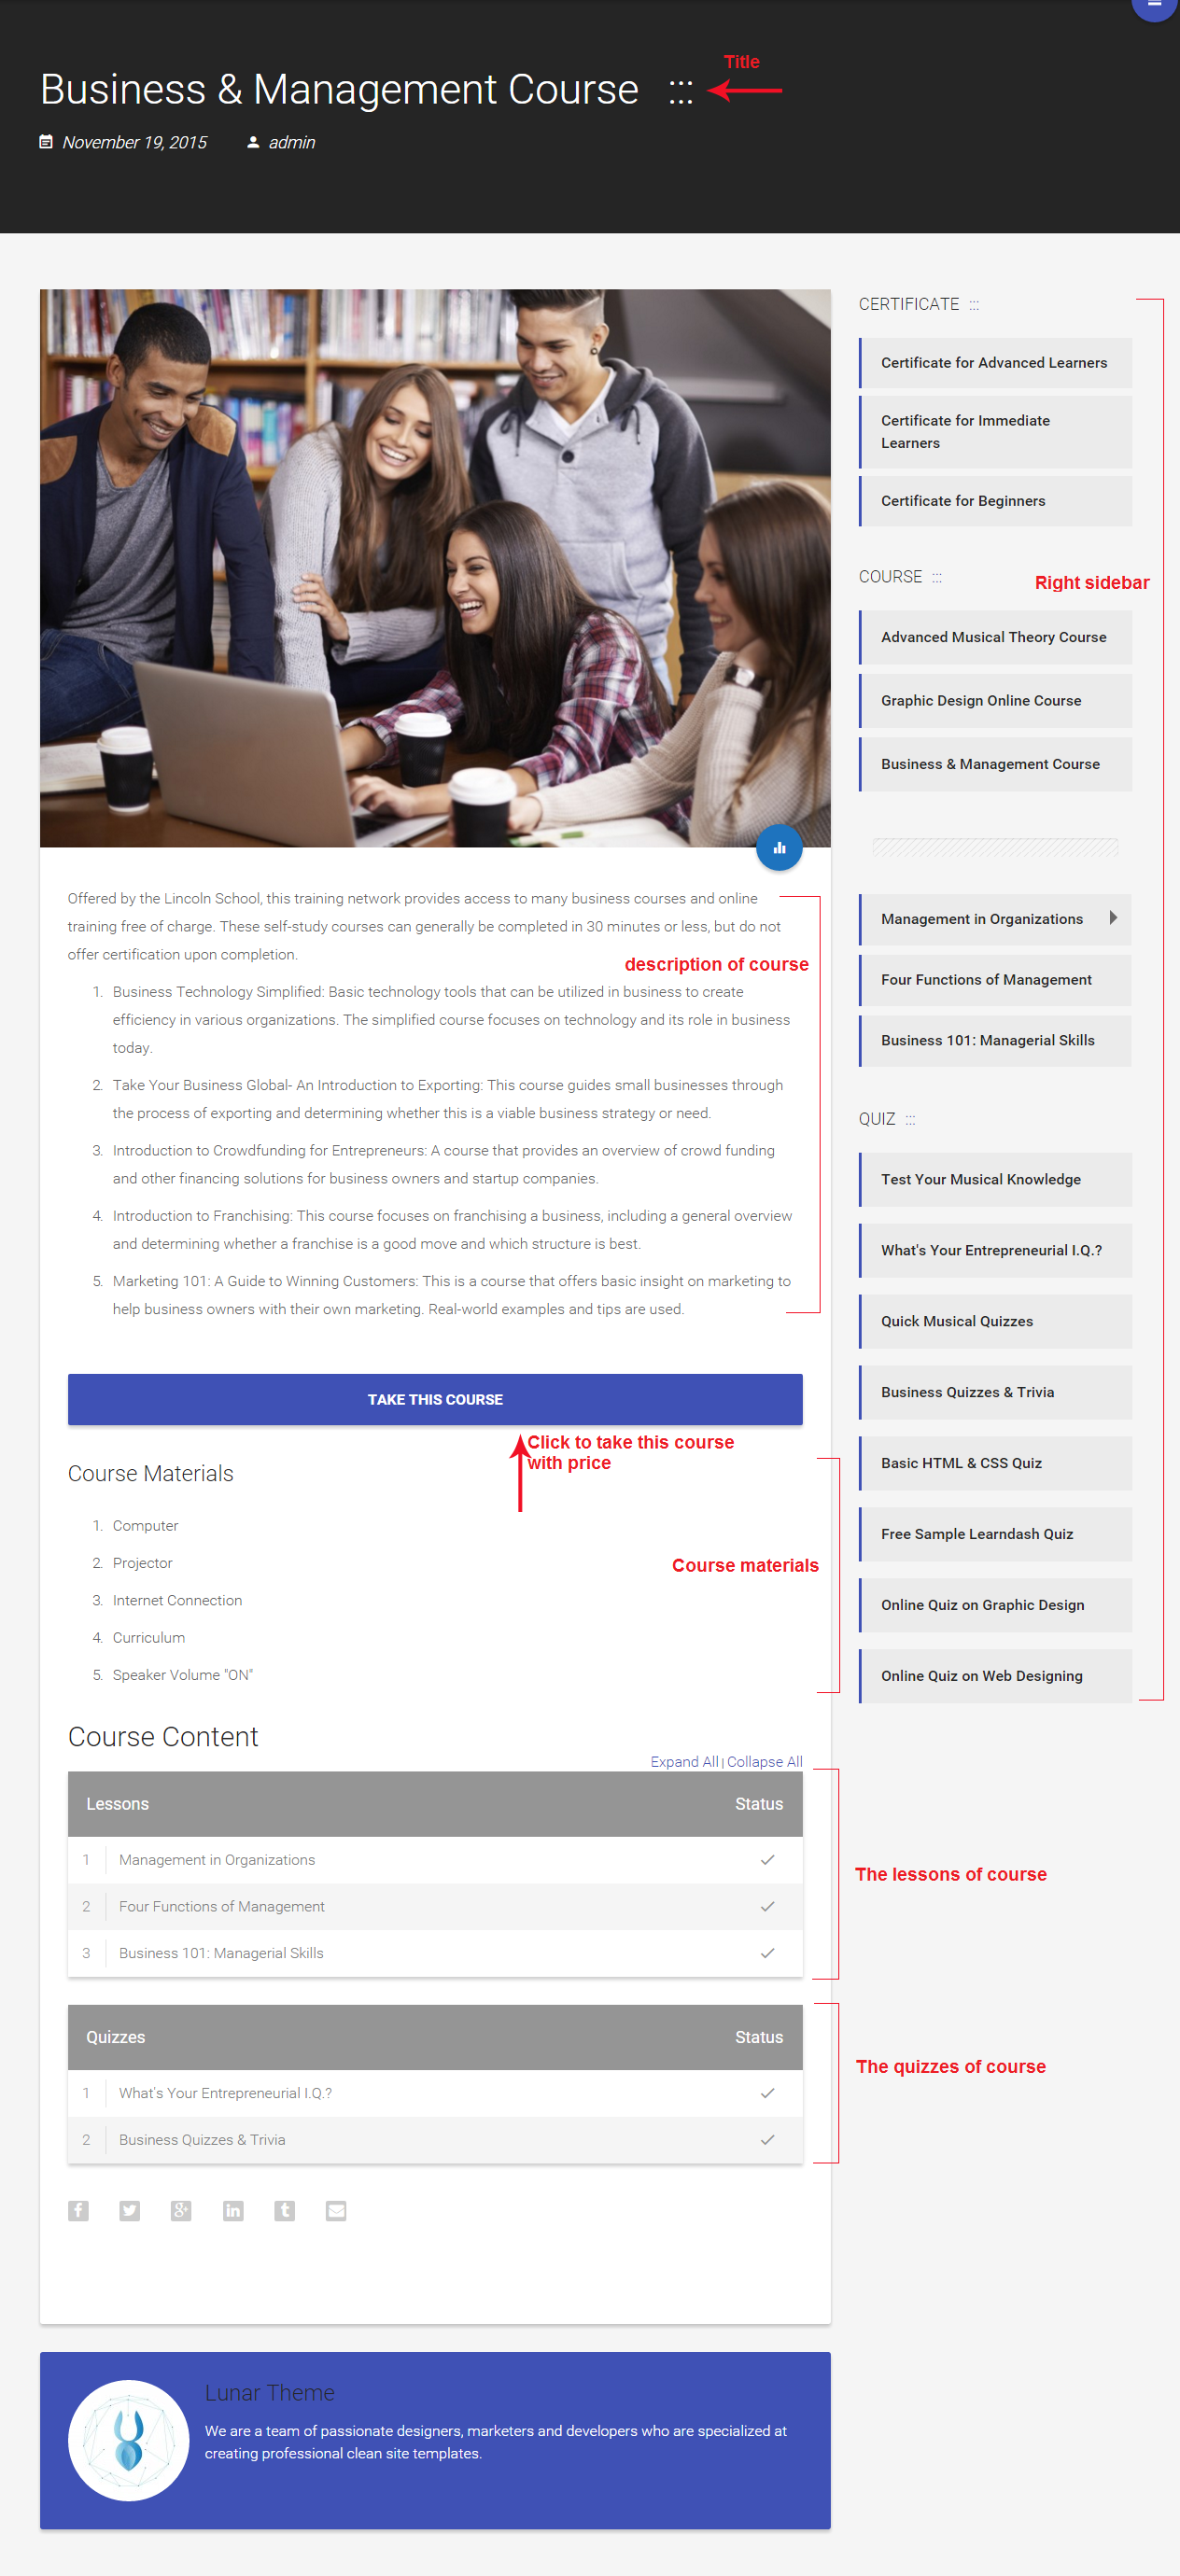 Title
Business & Management Course :::
November 19, 2015 admin
CERTIFICATE :::
Certificate for Advanced Learners
Certificate for Immediate
Learners
Certificate for Beginners
COURSE :::
Right sidebar
Advanced Musical Theory Course
Graphic Design Online Course
Business & Management Course
Management in Organizations
Four Functions of Management
Business 101: Managerial Skills
QUIZ :::
Test Your Musical Knowledge
What's Your Entrepreneurial I.Q.?
Quick Musical Quizzes
Business Quizzes & Trivia
Basic HTML & CSS Quiz
Free Sample Learndash Quiz
Online Quiz on Graphic Design
Online Quiz on Web Designing
Offered by the Lincoln School, this training network provides access to many business courses and online
training free of charge. These self-study courses can generally be completed in 30 minutes or less, but do not
offer certification upon completion.
description of course
1. Business Technology Simplified: Basic technology tools that can be utilized in business to create
efficiency in various organizations. The simplified course focuses on technology and its role in business
today.
2. Take Your Business Global- An Introduction to Exporting: This course guides small businesses through
the process of exporting and determining whether this is a viable business strategy or need.
3. Introduction to Crowdfunding for Entrepreneurs: A course that provides an overview of crowd funding
and other financing solutions for business owners and startup companies.
4. Introduction to Franchising: This course focuses on franchising a business, including a general overview
and determining whether a franchise is a good move and which structure is best.
5. Marketing 101: A Guide to Winning Customers: This is a course that offers basic insight on marketing to
help business owners with their own marketing. Real-world examples and tips are used.
TAKE THIS COURSE
Click to take this course
with price
Course Materials
1. Computer
2. Projector
3. Internet Connection
4. Curriculum
5. Speaker Volume "ON"
Course materials
Course Content
Expand All | Collapse All
Lessons Status
1 Management in Organizations
2 Four Functions of Management
3 Business 101: Managerial Skills
The lessons of course
Quizzes Status
1 What's Your Entrepreneurial I.Q.?
2 Business Quizzes & Trivia
The quizzes of course
Lunar Theme
We are a team of passionate designers, marketers and developers who are specialized at
creating professional clean site templates.